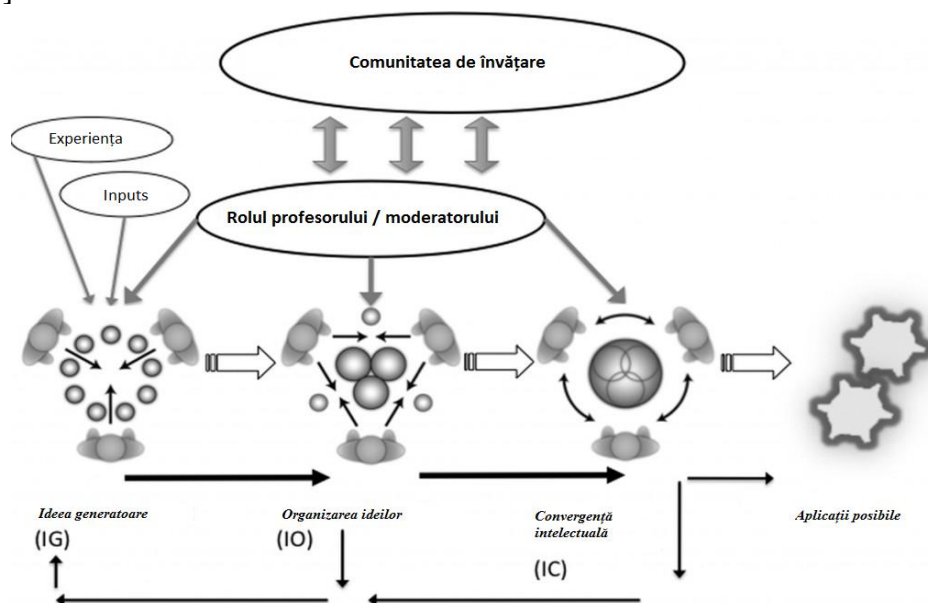 ]
Comunitatea de învățare
Experiența
Inputs
Rolul profesorului / moderatorului
Ideea generatoare
(IG)
Organizarea ideilor
(IO)
Convergență
intelectuală
(IC)
Aplicații posibile